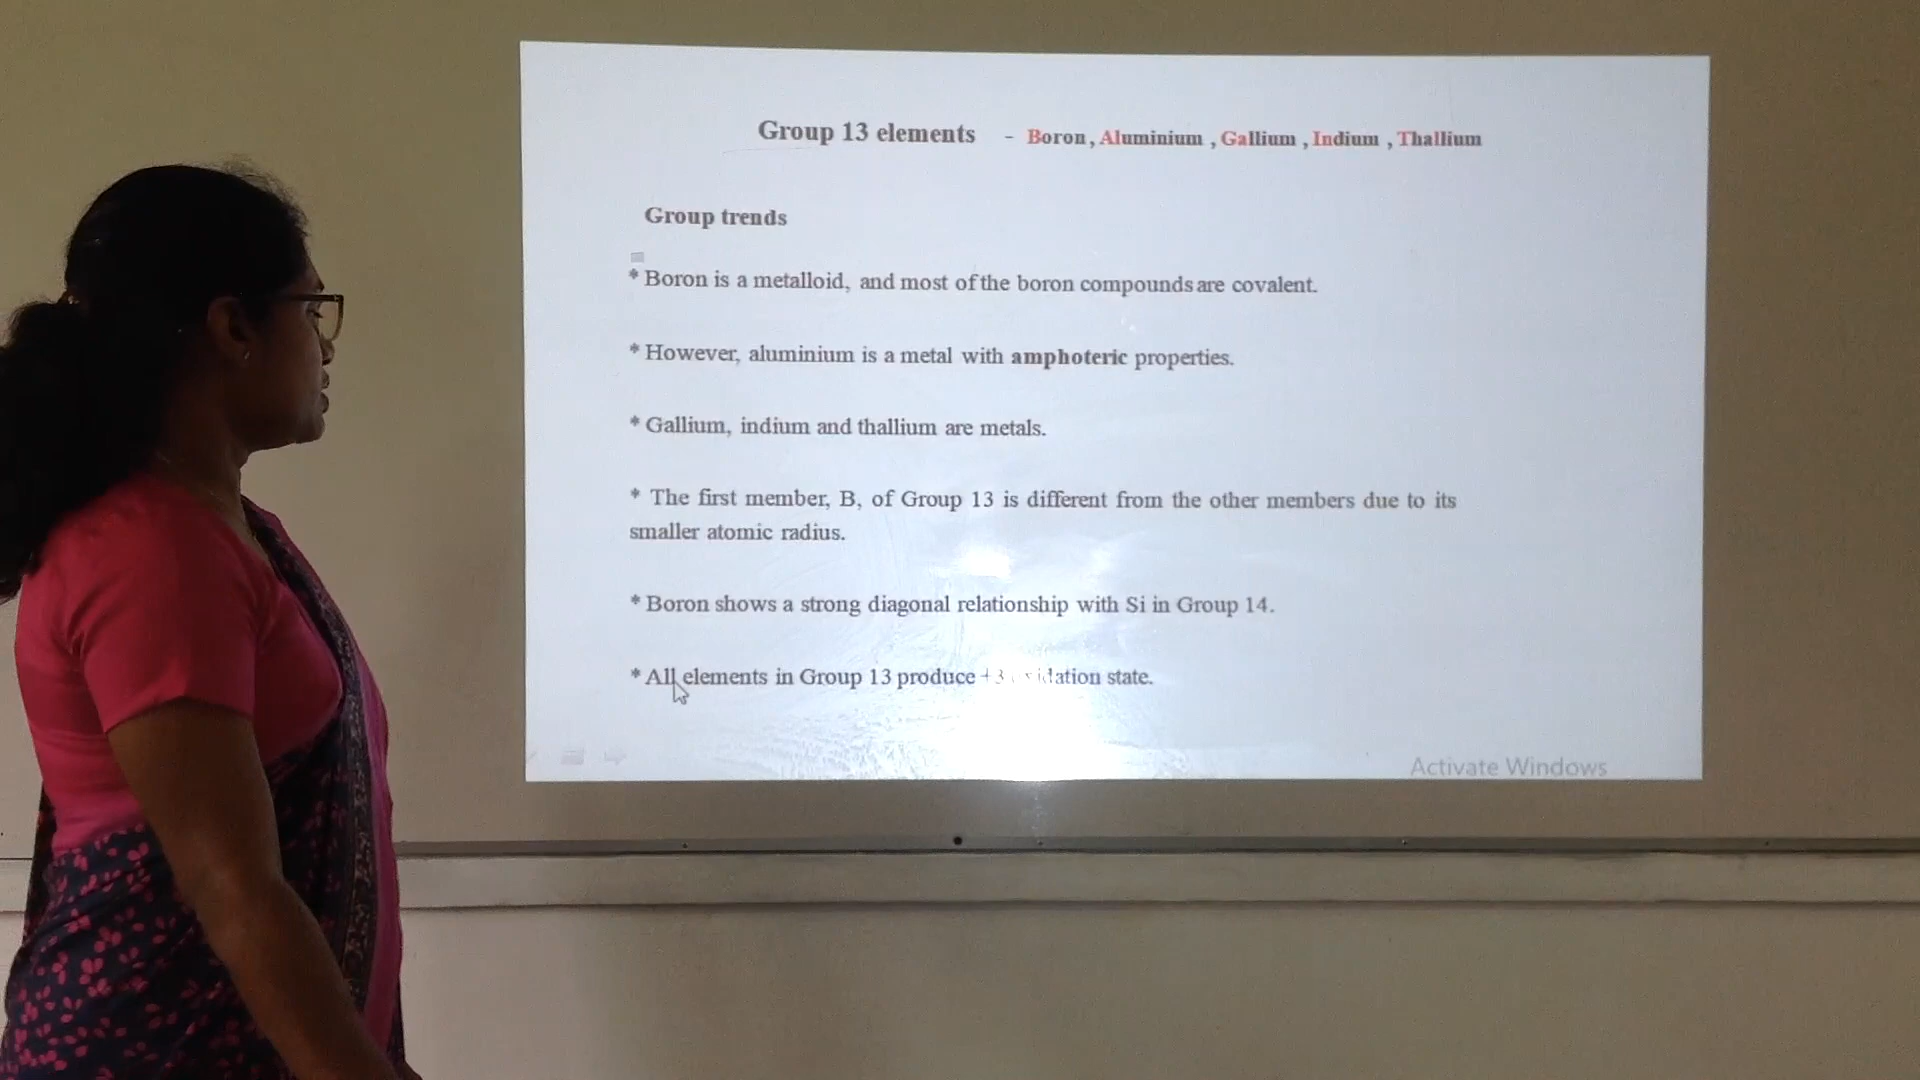 Group 13 elements - Boron, Aluminium , Gallium , Indium , Thallium
Group trends
* Boron is a metalloid, and most of the boron compounds are covalent.
* However, aluminium is a metal with amphoteric properties.
* Gallium, indium and thallium are metals.
* The first member, B, of Group 13 is different from the other members due to its
smaller atomic radius.
* Boron shows a strong diagonal relationship with Si in Group 14.
* All elements in Group 13 produce +3 oxidation state.
Activate Windows